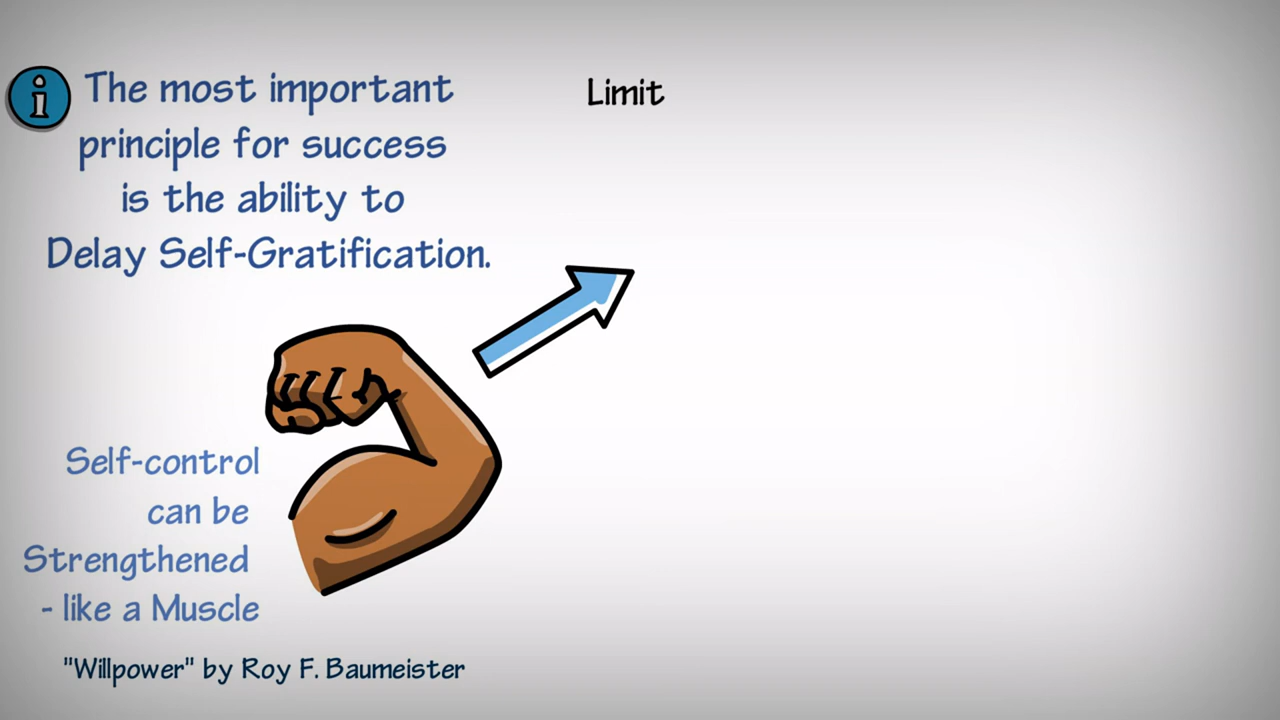 The most important
principle for success
is the ability to
Delay Self-Gratification.
Limit
Self-control
can be
Strengthened
- like a Muscle
"Willpower" by Roy F. Baumeister